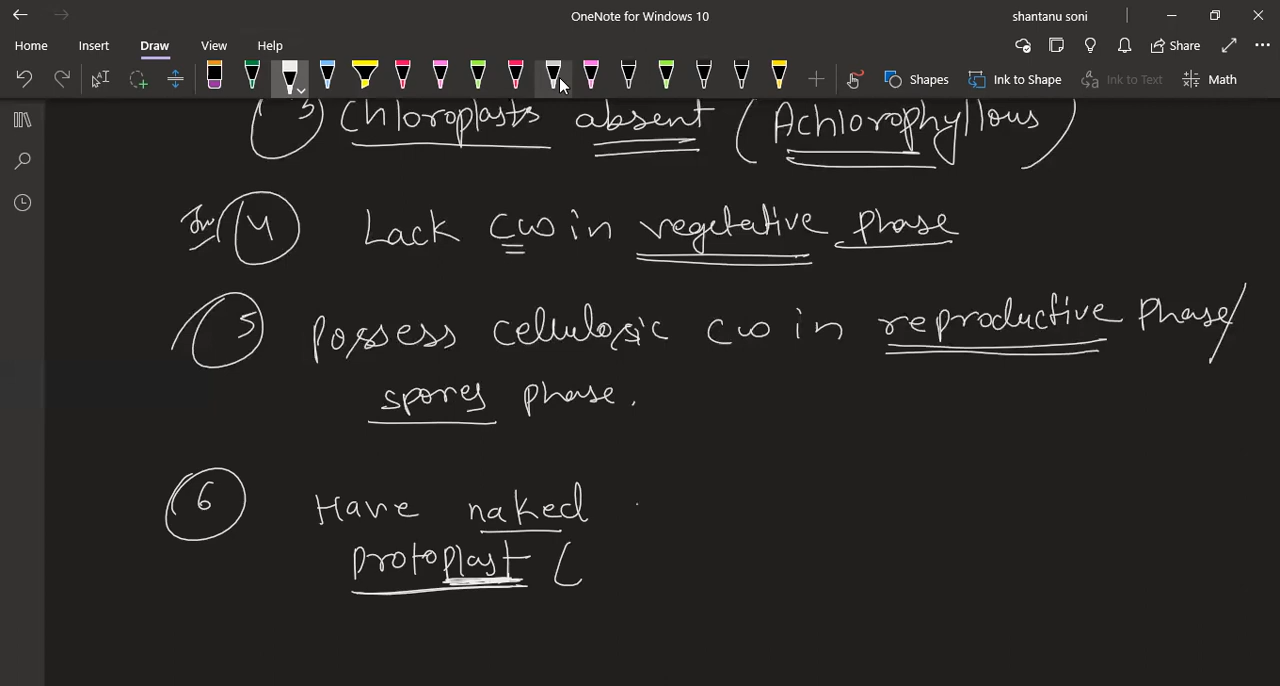 OneNote for Windows 10
shantanu soni
Home Insert Draw View Help
Share
Shapes Ink to Shape Ink to Text Math
3) Chloroplasts absent (Achlorophyllous)
4 Lack CW in vegetative phase
5 Possess cellulosic CW in reproductive Phase/
spores phase.
6 Have naked
protoplast (